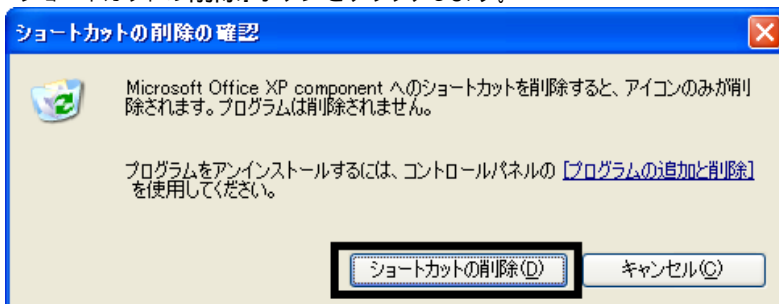 ショートカットの削除の確認
Microsoft Office XP component へのショートカットを削除すると、アイコンのみが削
除されます。プログラムは削除されません。
プログラムをアンインストールするには、コントロールパネルの [プログラムの追加と削除]
を使用してください。
ショートカットの削除(D)
キャンセル(C)